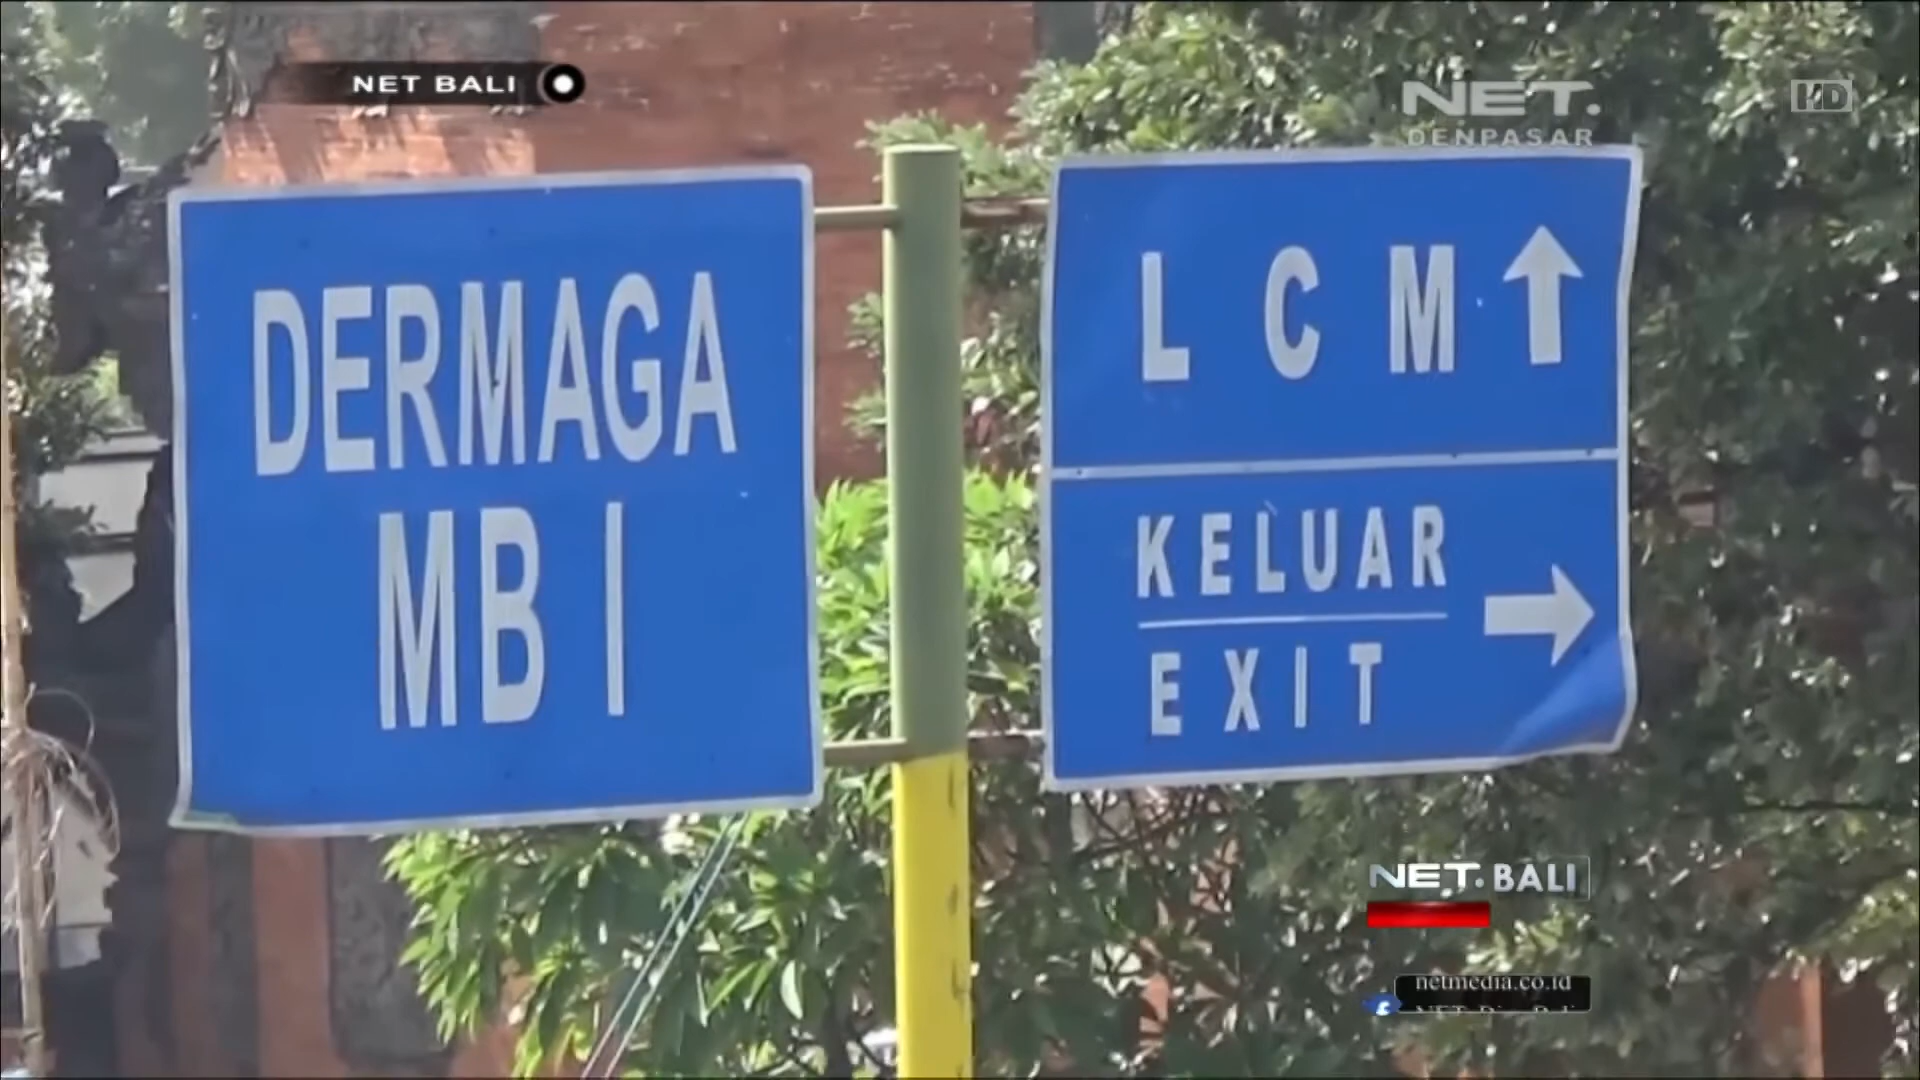 NET BALI
NET.
DENPASAR
HD
DERMAGA
MB I
L C M
KELUAR
EXIT
NET. BALI
netmedia.co.id